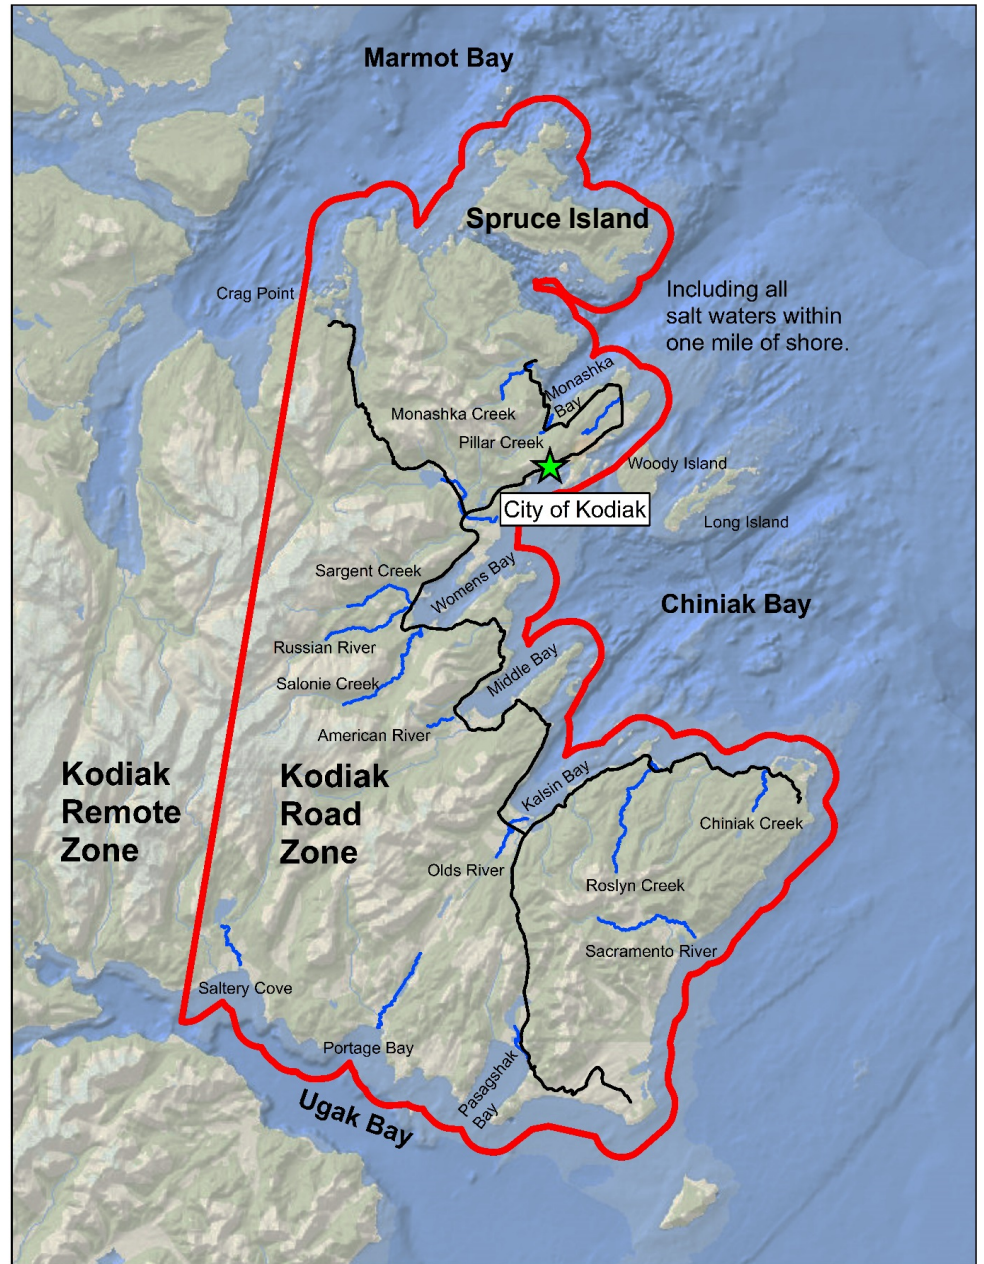 Marmot Bay
Spruce Island
Crag Point
Including all
salt waters within
one mile of shore.
Monashka
Bay
Monashka Creek
Pillar Creek
Woody Island
City of Kodiak
Long Island
Sargent Creek
Womens Bay
Chiniak Bay
Russian River
Middle Bay
Salonie Creek
American River
Kodiak
Remote
Zone
Kodiak
Road
Zone
Kalsin Bay
Chiniak Creek
Olds River
Roslyn Creek
Sacramento River
Saltery Cove
Portage Bay
Pasagshak
Bay
Ugak Bay